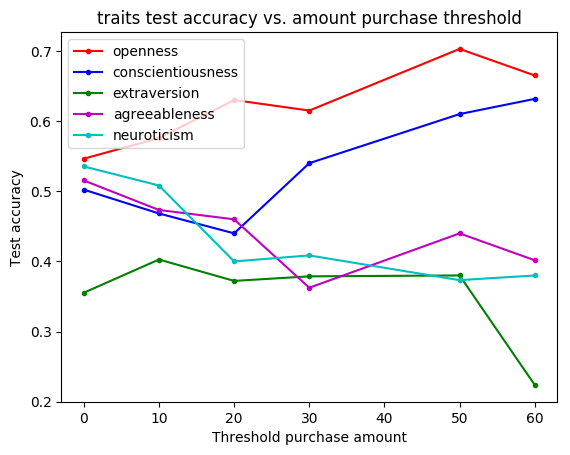 traits test accuracy vs. amount purchase threshold
openness
conscientiousness
extraversion
agreeableness
neuroticism
Test accuracy
0.7
0.6
0.5
0.4
0.3
0.2
0 10 20 30 40 50 60
Threshold purchase amount